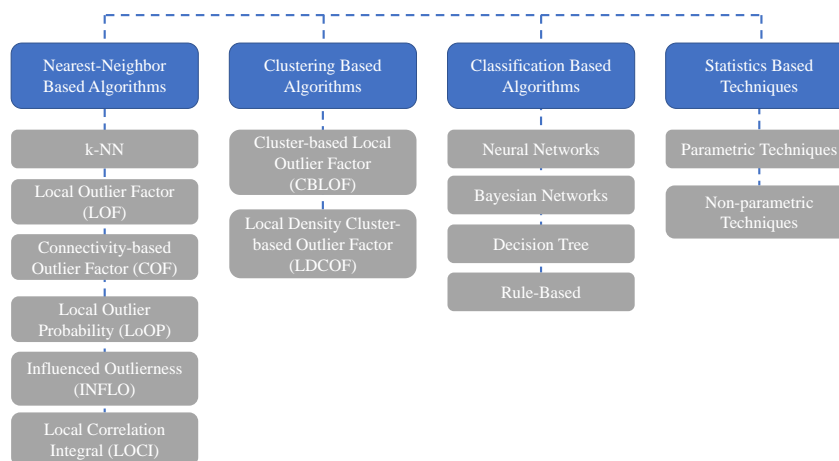 Nearest-Neighbor
Based Algorithms
k-NN
Local Outlier Factor
(LOF)
Connectivity-based
Outlier Factor (COF)
Local Outlier
Probability (LoOP)
Influenced Outlierness
(INFLO)
Local Correlation
Integral (LOCI)
Clustering Based
Algorithms
Cluster-based Local
Outlier Factor
(CBLOF)
Local Density Cluster-
based Outlier Factor
(LDCOF)
Classification Based
Algorithms
Neural Networks
Bayesian Networks
Decision Tree
Rule-Based
Statistics Based
Techniques
Parametric Techniques
Non-parametric
Techniques